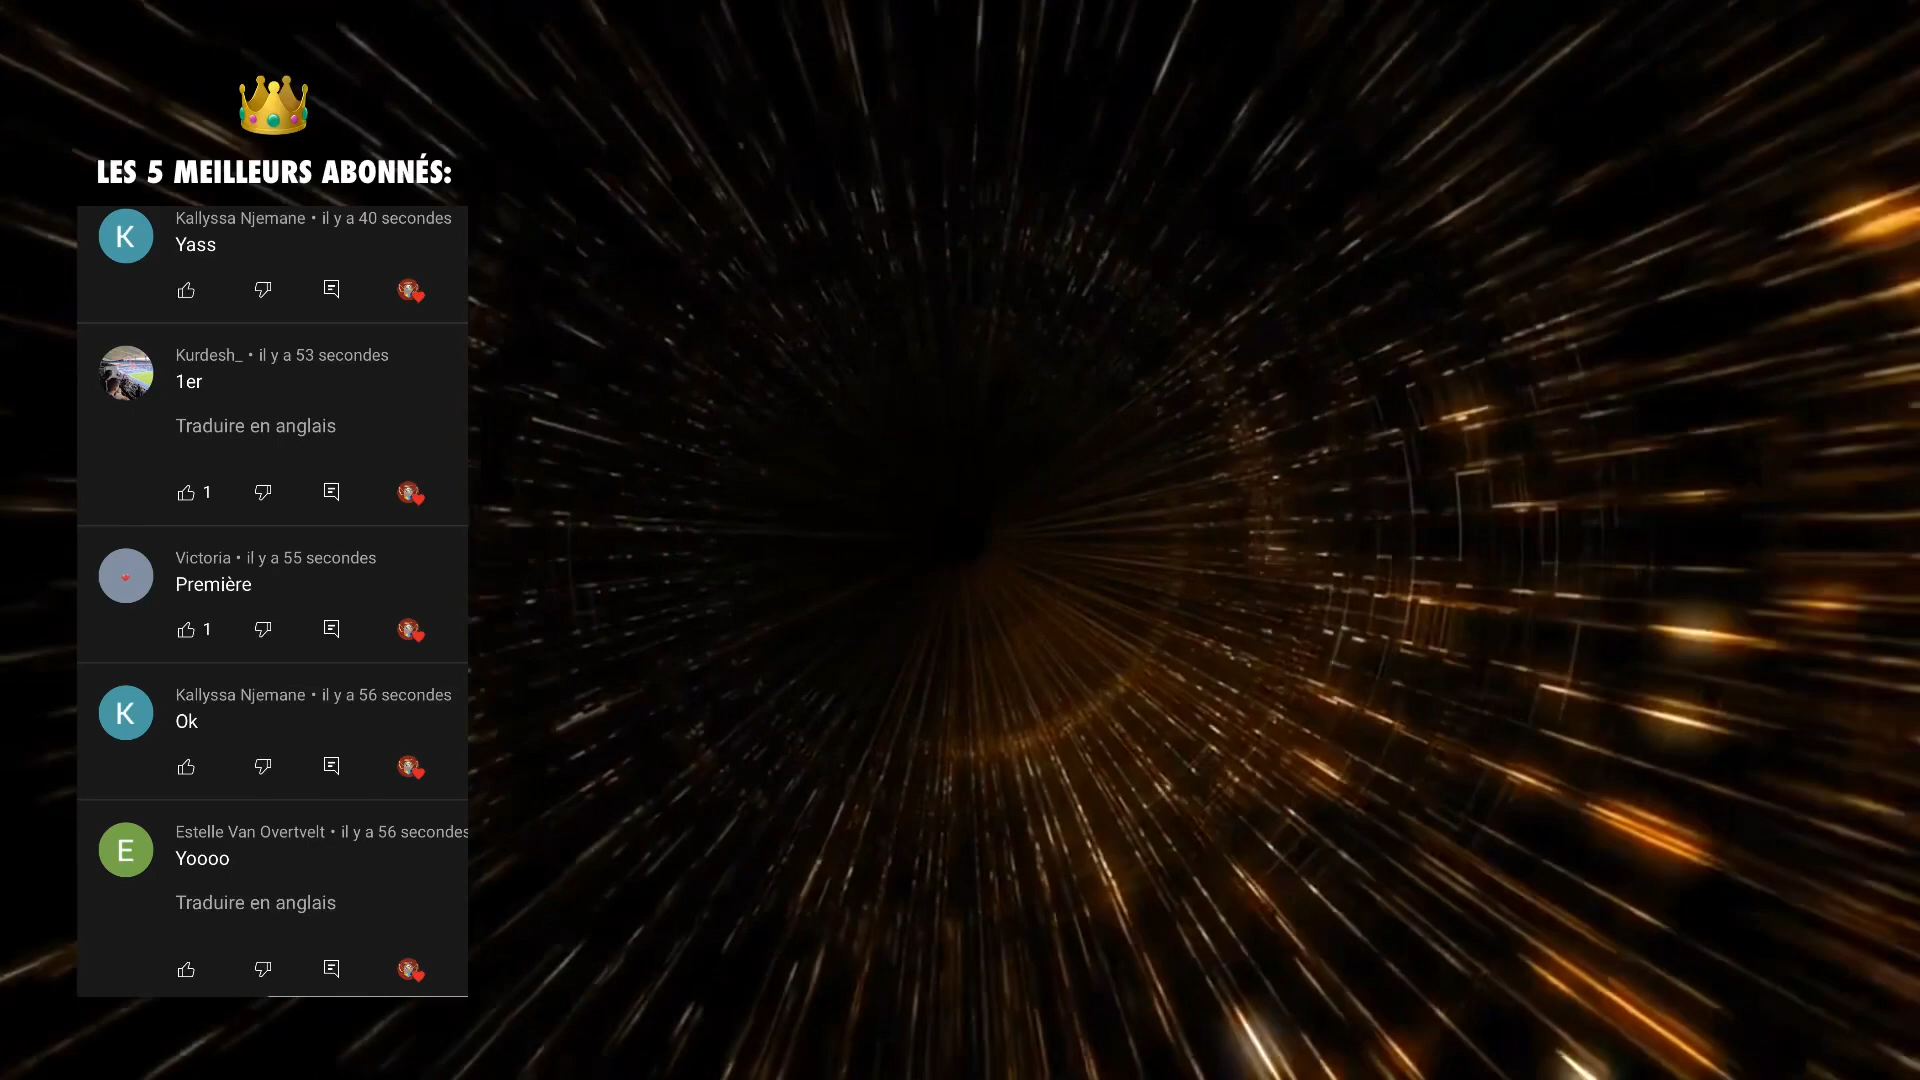 LES 5 MEILLEURS ABONNÉS:
K
Kallyssa Njemane • il y a 40 secondes
Yass
Kurdesh_ • il y a 53 secondes
1er
Traduire en anglais
1
Victoria • il y a 55 secondes
Première
1
K
Kallyssa Njemane • il y a 56 secondes
Ok
E
Estelle Van Overtvelt • il y a 56 secondes
Yoooo
Traduire en anglais